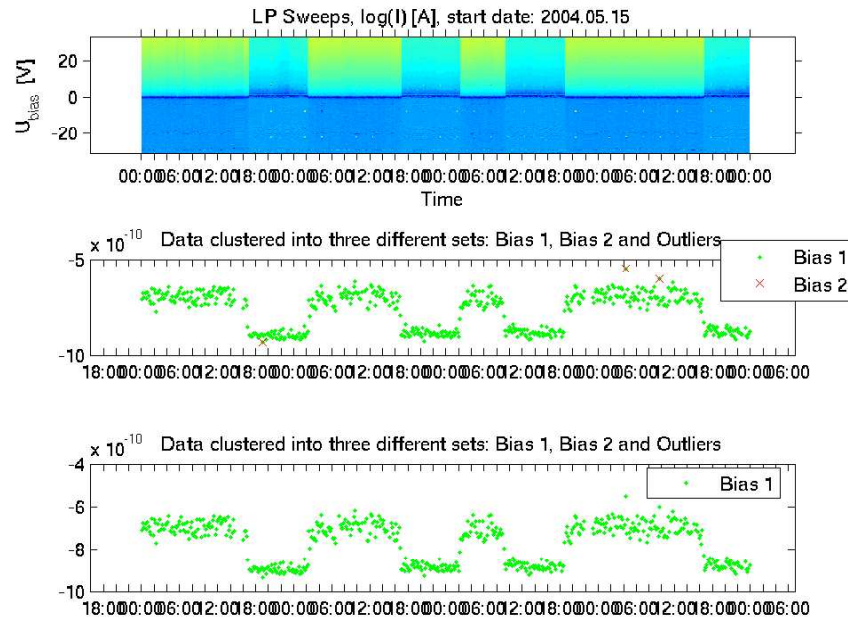 LP Sweeps, log(I) [A], start date: 2004.05.15
U_bias [V]
20
0
-20
00:00 06:00 12:00 18:00 00:00 06:00 12:00 18:00 00:00 06:00 12:00 18:00 00:00 06:00 12:00 18:00 00:00
Time
x 10^-10
Data clustered into three different sets: Bias 1, Bias 2 and Outliers
-5
-10
Bias 1
Bias 2
18:00 00:00 06:00 12:00 18:00 00:00 06:00 12:00 18:00 00:00 06:00 12:00 18:00 00:00 06:00 12:00 18:00 00:00 06:00
x 10^-10
Data clustered into three different sets: Bias 1, Bias 2 and Outliers
-4
-6
-8
-10
Bias 1
18:00 00:00 06:00 12:00 18:00 00:00 06:00 12:00 18:00 00:00 06:00 12:00 18:00 00:00 06:00 12:00 18:00 00:00 06:00